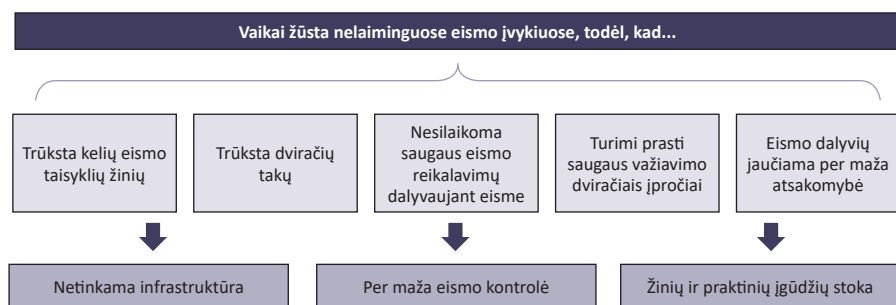 Vaikai žūsta nelaiminguose eismo įvykiuose, todėl, kad...
Trūksta kelių eismo
taisyklių žinių
Trūksta dviračių
takų
Nesilaikoma
saugaus eismo
reikalavimų
dalyvaujant eisme
Turimi prasti
saugaus važiavimo
dviračiais įpročiai
Eismo dalyvių
jaučiama per maža
atsakomybė
Netinkama infrastruktūra
Per maža eismo kontrolė
Žinių ir praktinių įgūdžių stoka